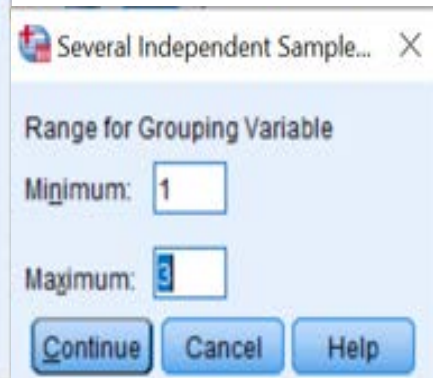 Several Independent Sample...
Range for Grouping Variable
Minimum: 1
Maximum: 3
Continue Cancel Help